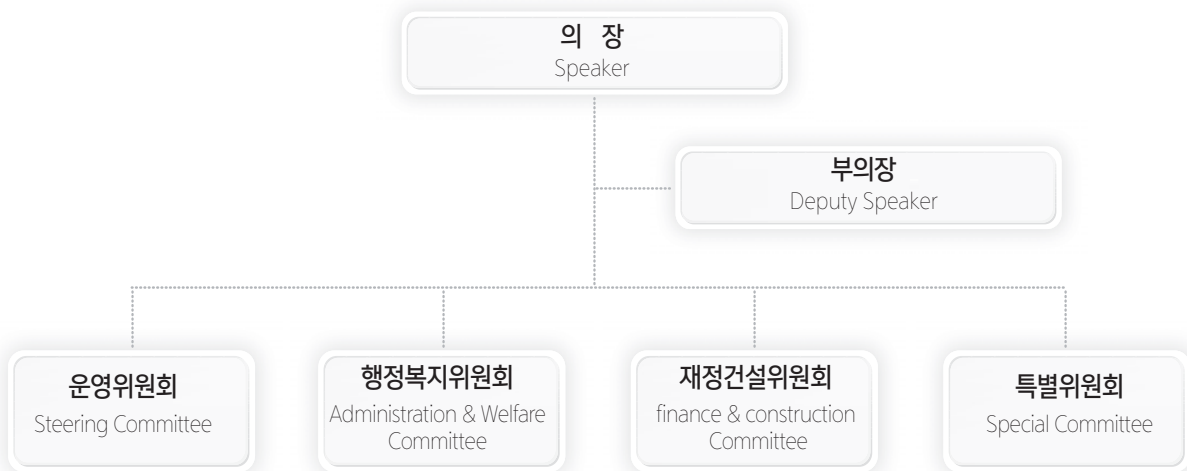 의 장
Speaker
부의장
Deputy Speaker
운영위원회
Steering Committee
행정복지위원회
Administration & Welfare
Committee
재정건설위원회
finance & construction
Committee
특별위원회
Special Committee